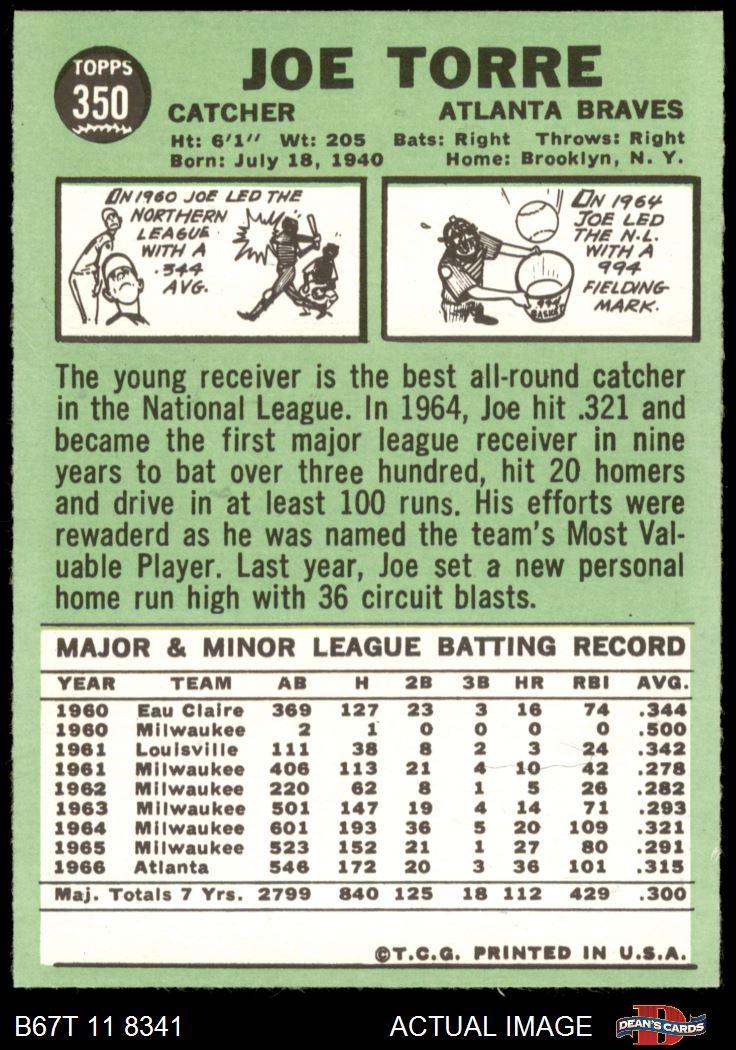 TOPPS
350
JOE TORRE
CATCHER ATLANTA BRAVES
Ht: 6'1" Wt: 205 Bats: Right Throws: Right
Born: July 18, 1940 Home: Brooklyn, N. Y.
IN 1960 JOE LED THE
NORTHERN
LEAGUE
WITH A
.344
AVG.
IN 1964
JOE LED
THE N.L.
WITH A
994
FIELDING
MARK.
994
BASKET
The young receiver is the best all-round catcher
in the National League. In 1964, Joe hit .321 and
became the first major league receiver in nine
years to bat over three hundred, hit 20 homers
and drive in at least 100 runs. His efforts were
rewaderd as he was named the team's Most Val-
uable Player. Last year, Joe set a new personal
home run high with 36 circuit blasts.
MAJOR & MINOR LEAGUE BATTING RECORD
YEAR TEAM AB H 2B 3B HR RBI AVG.
1960 Eau Claire 369 127 23 3 16 74 .344
1960 Milwaukee 2 1 0 0 0 0 .500
1961 Louisville 111 38 8 2 3 24 .342
1961 Milwaukee 406 113 21 4 10 42 .278
1962 Milwaukee 220 62 8 1 5 26 .282
1963 Milwaukee 501 147 19 4 14 71 .293
1964 Milwaukee 601 193 36 5 20 109 .321
1965 Milwaukee 523 152 21 1 27 80 .291
1966 Atlanta 546 172 20 3 36 101 .315
Maj. Totals 7 Yrs. 2799 840 125 18 112 429 .300
©T.C.G. PRINTED IN U.S.A.
B67T 11 8341 ACTUAL IMAGE DEAN'S CARDS